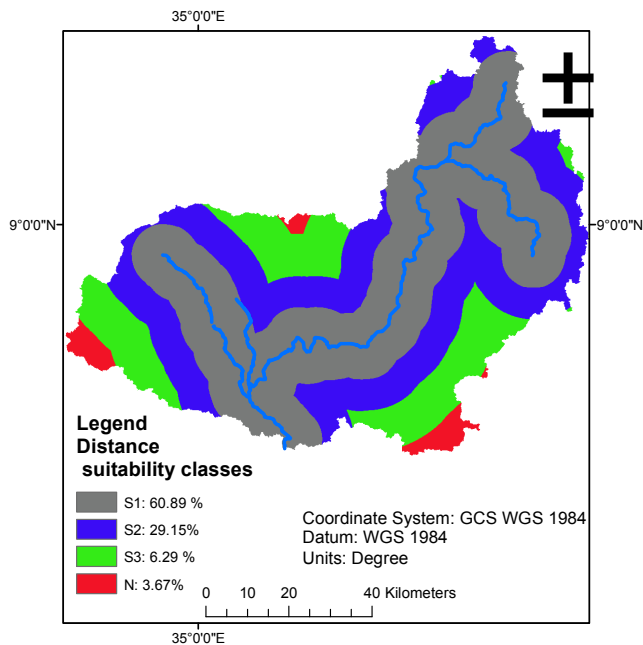 35°0'0"E
9°0'0"N
9°0'0"N
Legend
Distance
suitability classes
S1: 60.89 %
S2: 29.15%
S3: 6.29 %
N: 3.67%
Coordinate System: GCS WGS 1984
Datum: WGS 1984
Units: Degree
0 10 20 40 Kilometers
35°0'0"E